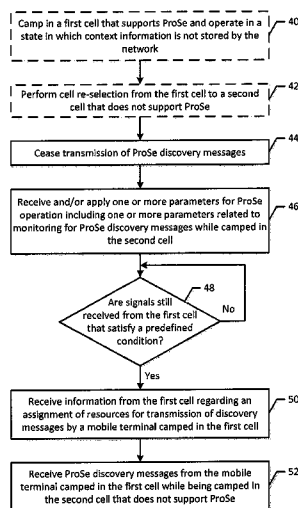 Camp in a first cell that supports ProSe and operate in a
state in which context information is not stored by the
network
40
Perform cell re-selection from the first cell to a second
cell that does not support ProSe
42
Cease transmission of ProSe discovery messages
44
Receive and/or apply one or more parameters for ProSe
operation including one or more parameters related to
monitoring for ProSe discovery messages while camped
in the second cell
46
48
Are signals still
received from the first cell
that satisfy a predefined
condition?
No
Yes
Receive information from the first cell regarding an
assignment of resources for transmission of discovery
messages by a mobile terminal camped in the first cell
50
Receive ProSe discovery messages from the mobile
terminal camped in the first cell while being camped in
the second cell that does not support ProSe
52